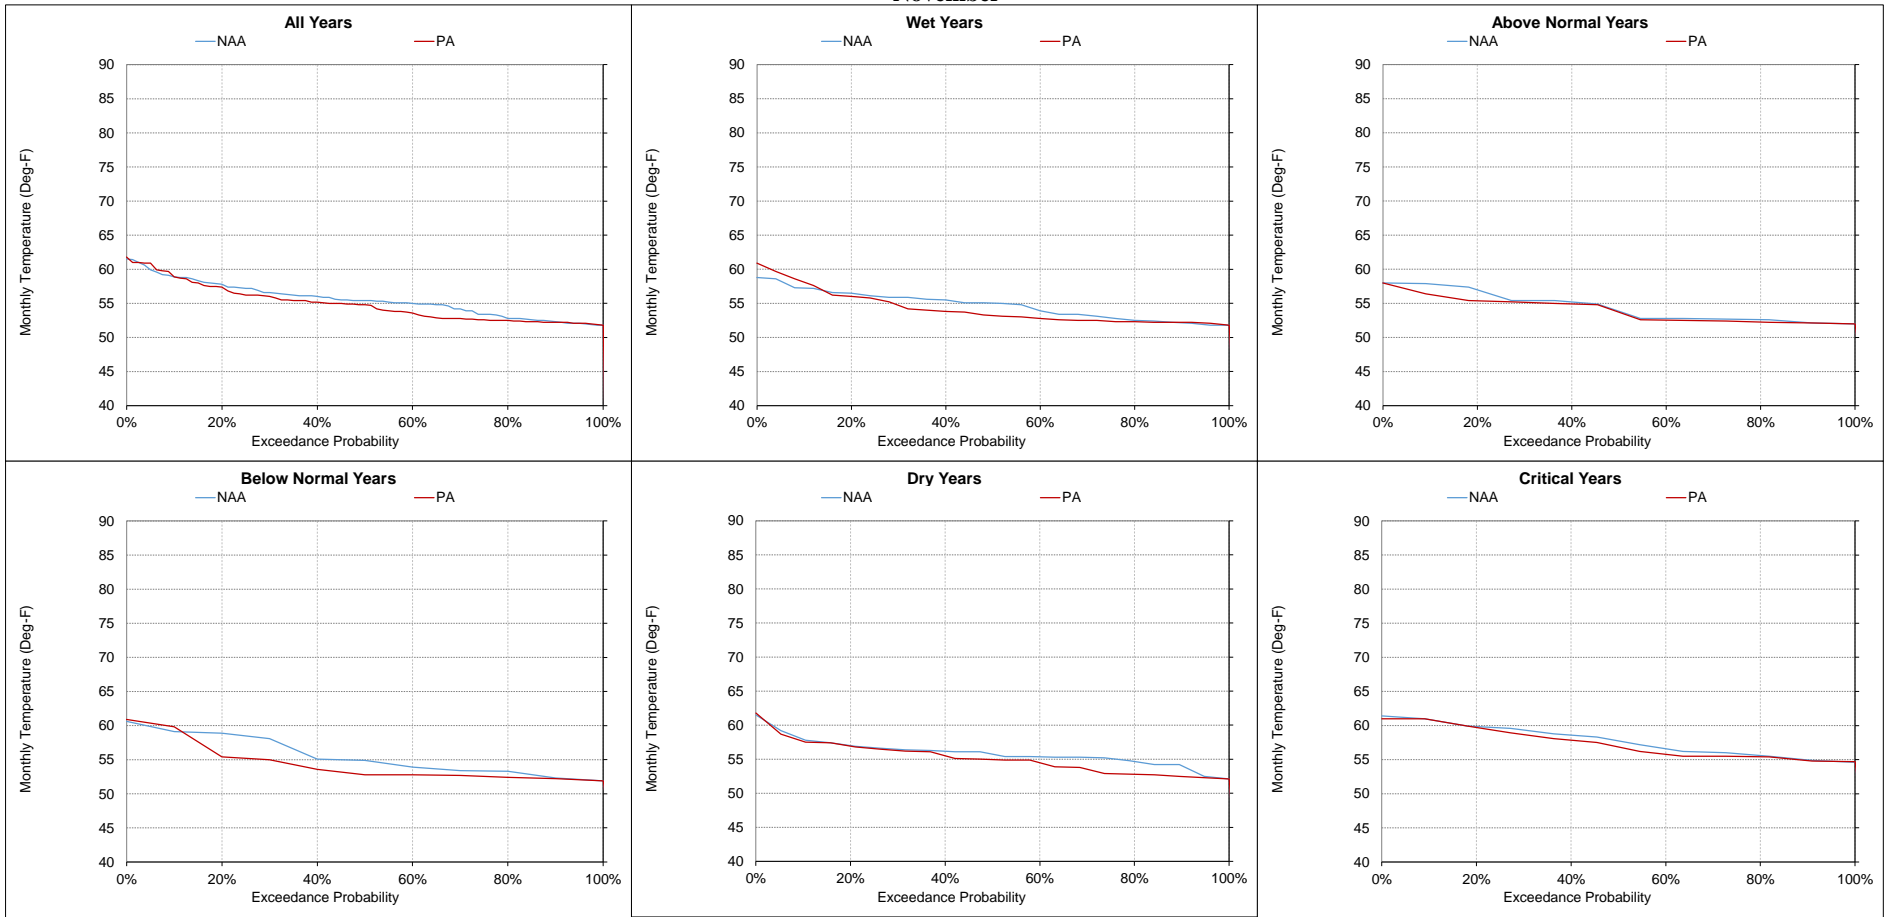 All Years
NAA PA
Monthly Temperature (Deg-F)
90
85
80
75
70
65
60
55
50
45
40
0% 20% 40% 60% 80% 100%
Exceedance Probability
Wet Years
NAA PA
Monthly Temperature (Deg-F)
90
85
80
75
70
65
60
55
50
45
40
0% 20% 40% 60% 80% 100%
Exceedance Probability
Above Normal Years
NAA PA
Monthly Temperature (Deg-F)
90
85
80
75
70
65
60
55
50
45
40
0% 20% 40% 60% 80% 100%
Exceedance Probability
Below Normal Years
NAA PA
Monthly Temperature (Deg-F)
90
85
80
75
70
65
60
55
50
45
40
0% 20% 40% 60% 80% 100%
Exceedance Probability
Dry Years
NAA PA
Monthly Temperature (Deg-F)
90
85
80
75
70
65
60
55
50
45
40
0% 20% 40% 60% 80% 100%
Exceedance Probability
Critical Years
NAA PA
Monthly Temperature (Deg-F)
90
85
80
75
70
65
60
55
50
45
40
0% 20% 40% 60% 80% 100%
Exceedance Probability